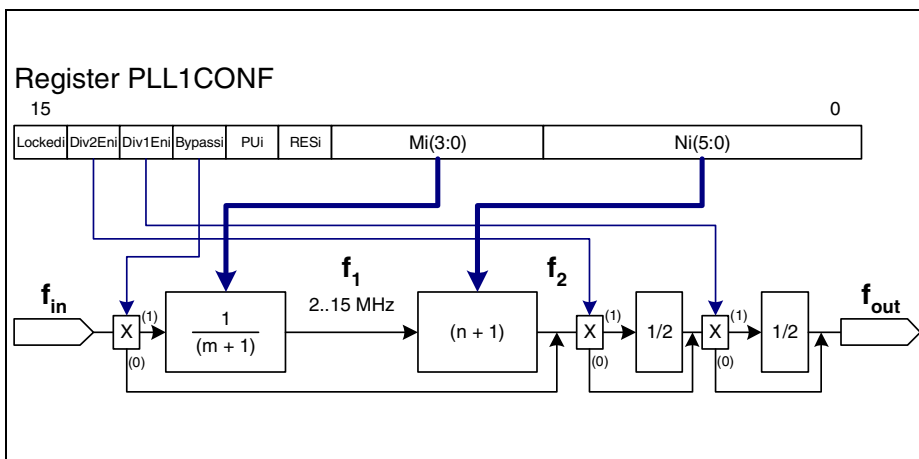 Register PLL1CONF
15 0
Lockedi Div2Eni Div1Eni Bypassi PUi RESi Mi(3:0) Ni(5:0)
f1 f2
fin 2..15 MHz fout
X (1) 1/(m + 1) (n + 1) X (1) 1/2 X (1) 1/2
(0) (0) (0)